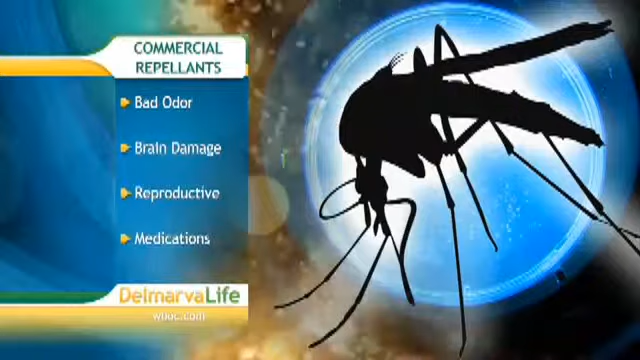 COMMERCIAL
REPELLANTS
Bad Odor
Brain Damage
Reproductive
Medications
DelmarvaLife
wboc.com